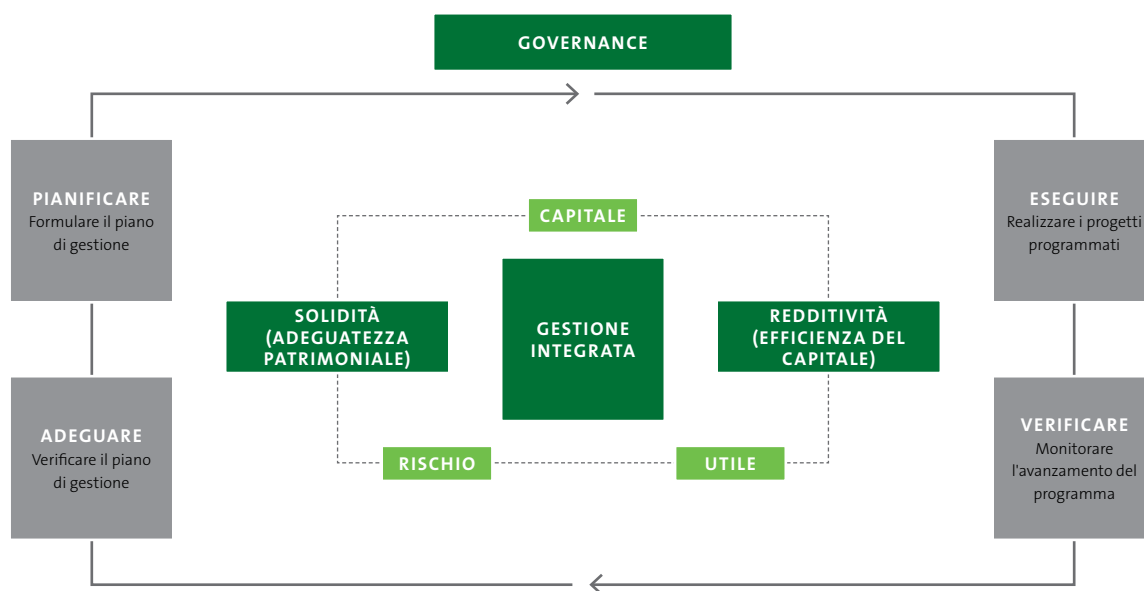 GOVERNANCE
PIANIFICARE
Formulare il piano
di gestione
ESEGUIRE
Realizzare i progetti
programmati
CAPITALE
SOLIDITÀ
(ADEGUATEZZA
PATRIMONIALE)
GESTIONE
INTEGRATA
REDDITIVITÀ
(EFFICIENZA DEL
CAPITALE)
ADEGUARE
Verificare il piano
di gestione
RISCHIO
UTILE
VERIFICARE
Monitorare
l'avanzamento del
programma